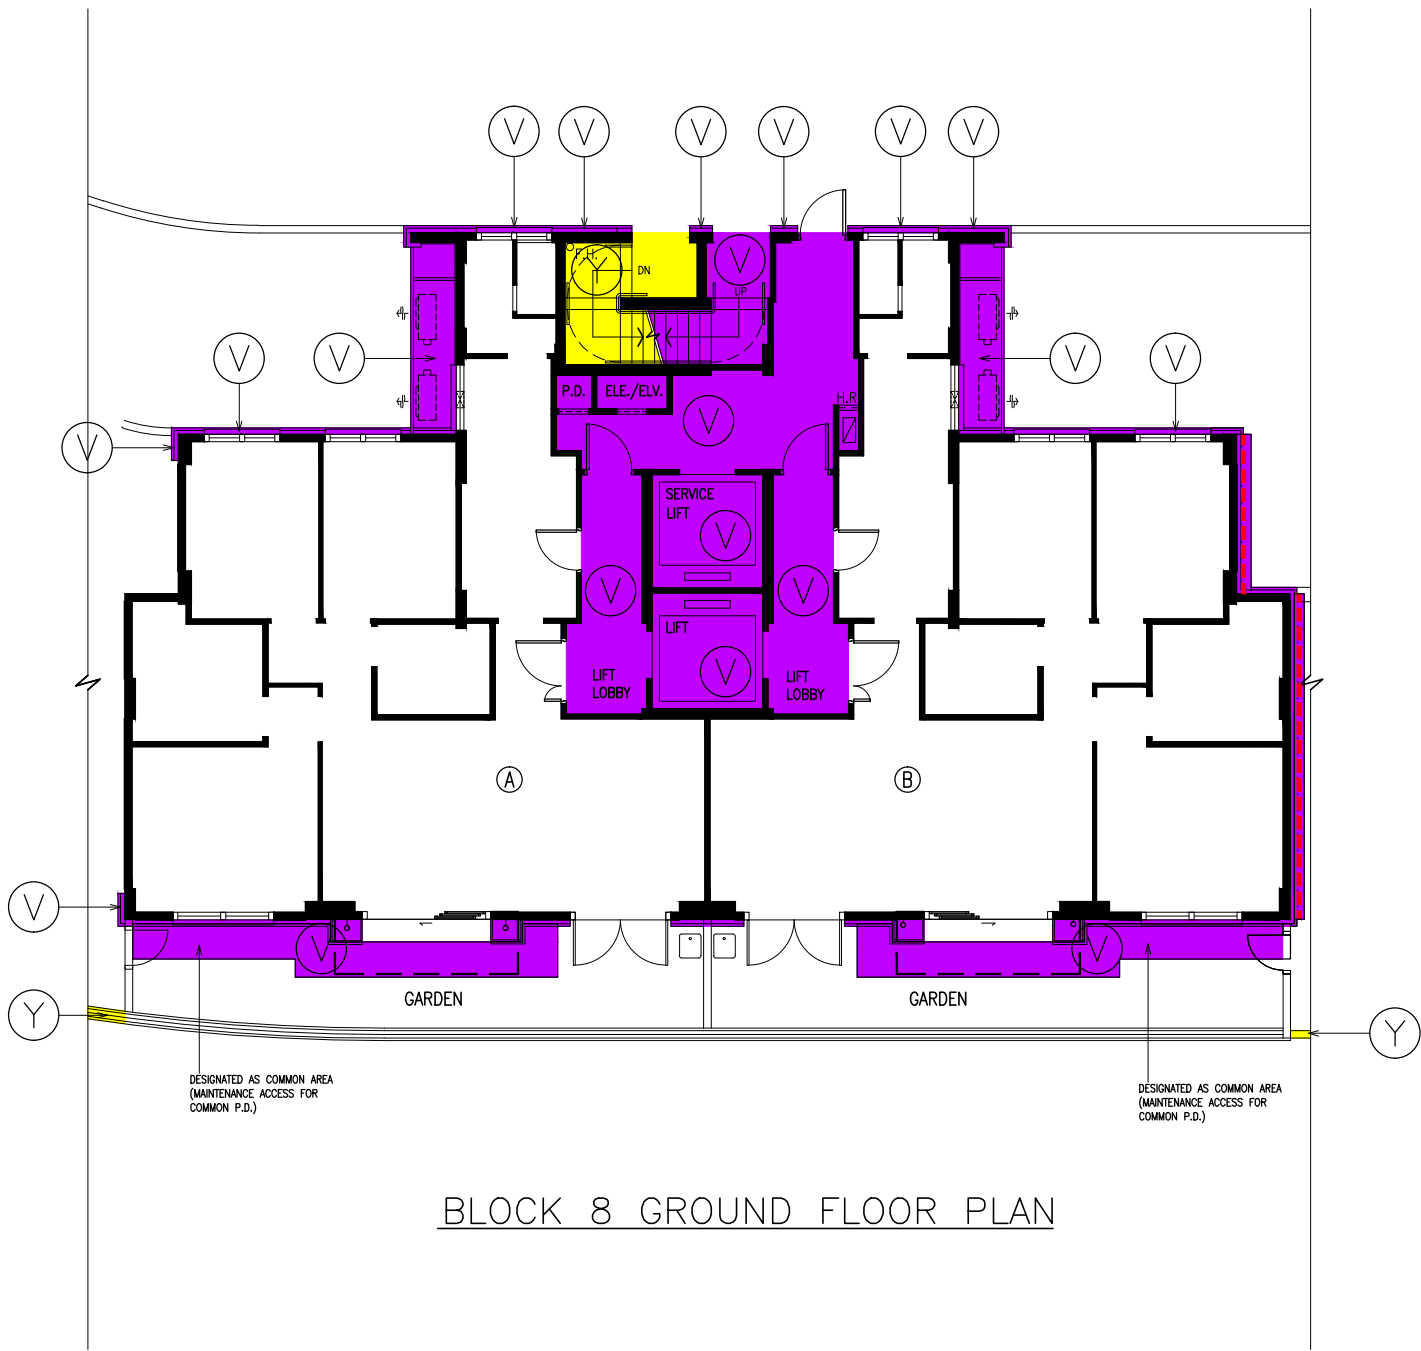 V V V V V V
F.H.
Y
DN
V
UP
V V V V
P.D.
ELE./ELV.
H.R
V
V
SERVICE
LIFT
V
V V
LIFT
V
LIFT
LOBBY
LIFT
LOBBY
A
B
V
V V
GARDEN
GARDEN
Y
Y
DESIGNATED AS COMMON AREA
(MAINTENANCE ACCESS FOR
COMMON P.D.)
DESIGNATED AS COMMON AREA
(MAINTENANCE ACCESS FOR
COMMON P.D.)
BLOCK 8 GROUND FLOOR PLAN